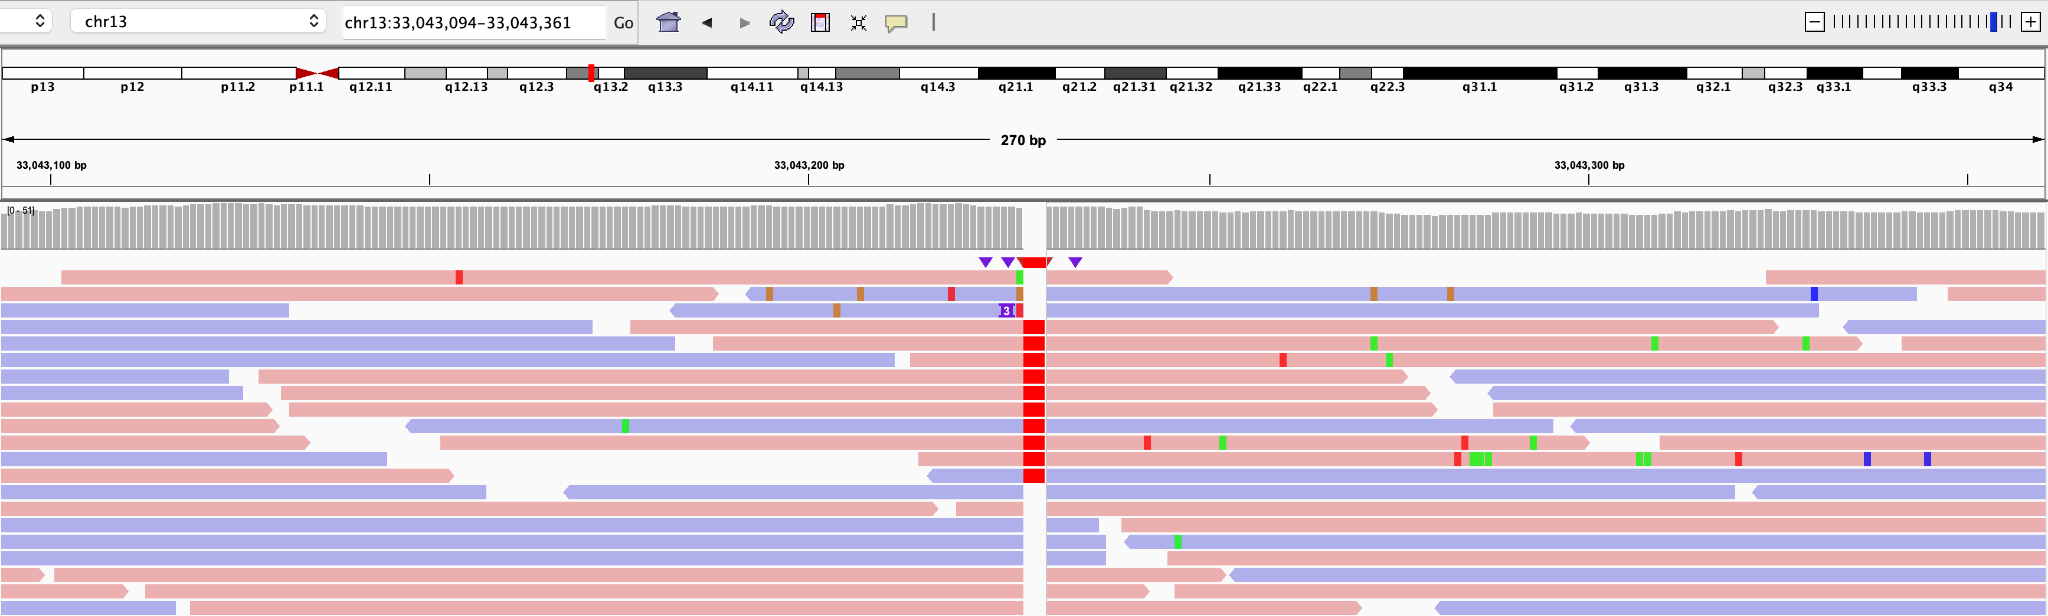 chr13 chr13:33,043,094-33,043,361 Go
p13 p12 p11.2 p11.1 q12.11 q12.13 q12.3 q13.2 q13.3 q14.11 q14.13 q14.3 q21.1 q21.2 q21.31 q21.32 q21.33 q22.1 q22.3 q31.1 q31.2 q31.3 q32.1 q32.3 q33.1 q33.3 q34
270 bp
33,043,100 bp 33,043,200 bp 33,043,300 bp
[0 - 51]
3